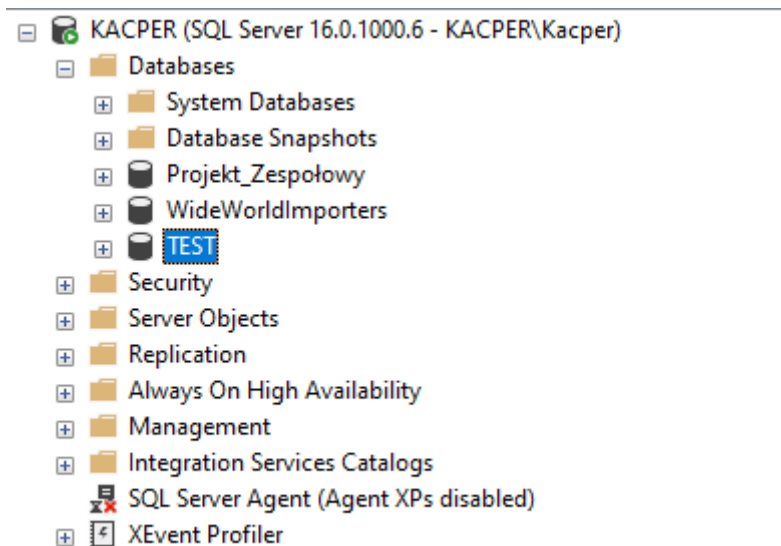 KACPER (SQL Server 16.0.1000.6 - KACPER\Kacper)
Databases
System Databases
Database Snapshots
Projekt_Zespołowy
WideWorldImporters
TEST
Security
Server Objects
Replication
Always On High Availability
Management
Integration Services Catalogs
SQL Server Agent (Agent XPs disabled)
XEvent Profiler